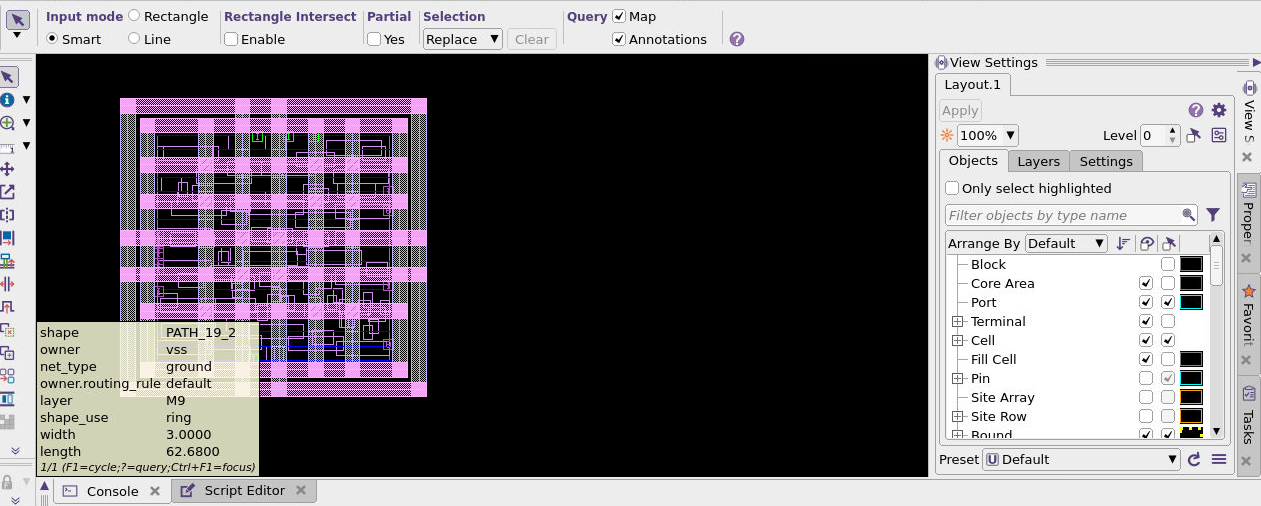 Input mode Rectangle Rectangle Intersect Partial Selection Query Map
Smart Line Enable Yes Replace Clear Annotations
View Settings
Layout.1
Apply
100% Level 0
Objects Layers Settings
Only select highlighted
Filter objects by type name
Arrange By Default
Block
Core Area
Port
Terminal
Cell
Fill Cell
Pin
Site Array
Site Row
Bound
Preset U Default
View S
Proper
Favorit
Tasks
shape PATH_19_2
owner vss
net_type ground
owner.routing_rule default
layer M9
shape_use ring
width 3.0000
length 62.6800
1/1 (F1=cycle;?=query;Ctrl+F1=focus)
Console Script Editor